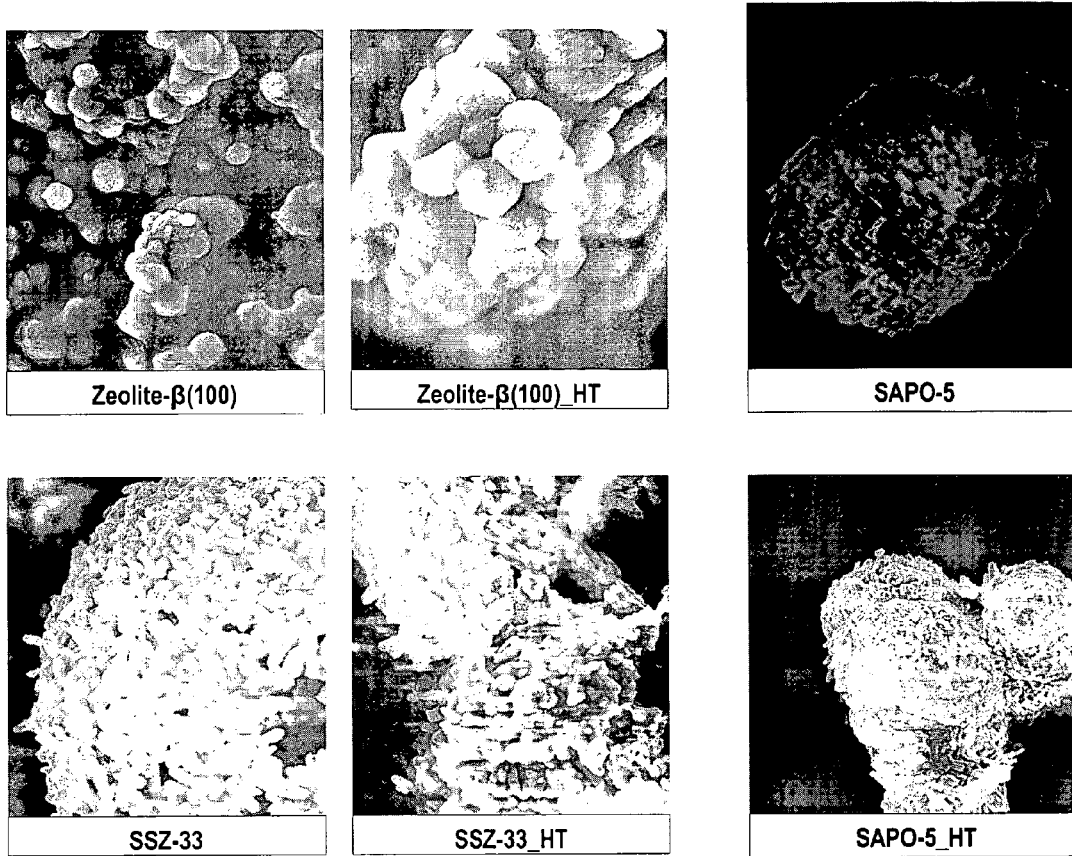 Zeolite-β(100)
Zeolite-β(100)_HT
SAPO-5
SSZ-33
SSZ-33_HT
SAPO-5_HT